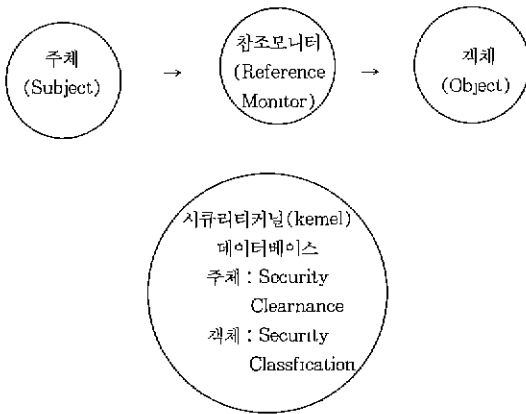 주체
(Subject)
→
참조모니터
(Reference
Monitor)
→
객체
(Object)
시큐리티커널(kemel)
데이터베이스
주체 : Security
Clearnance
객체 : Security
Classfication